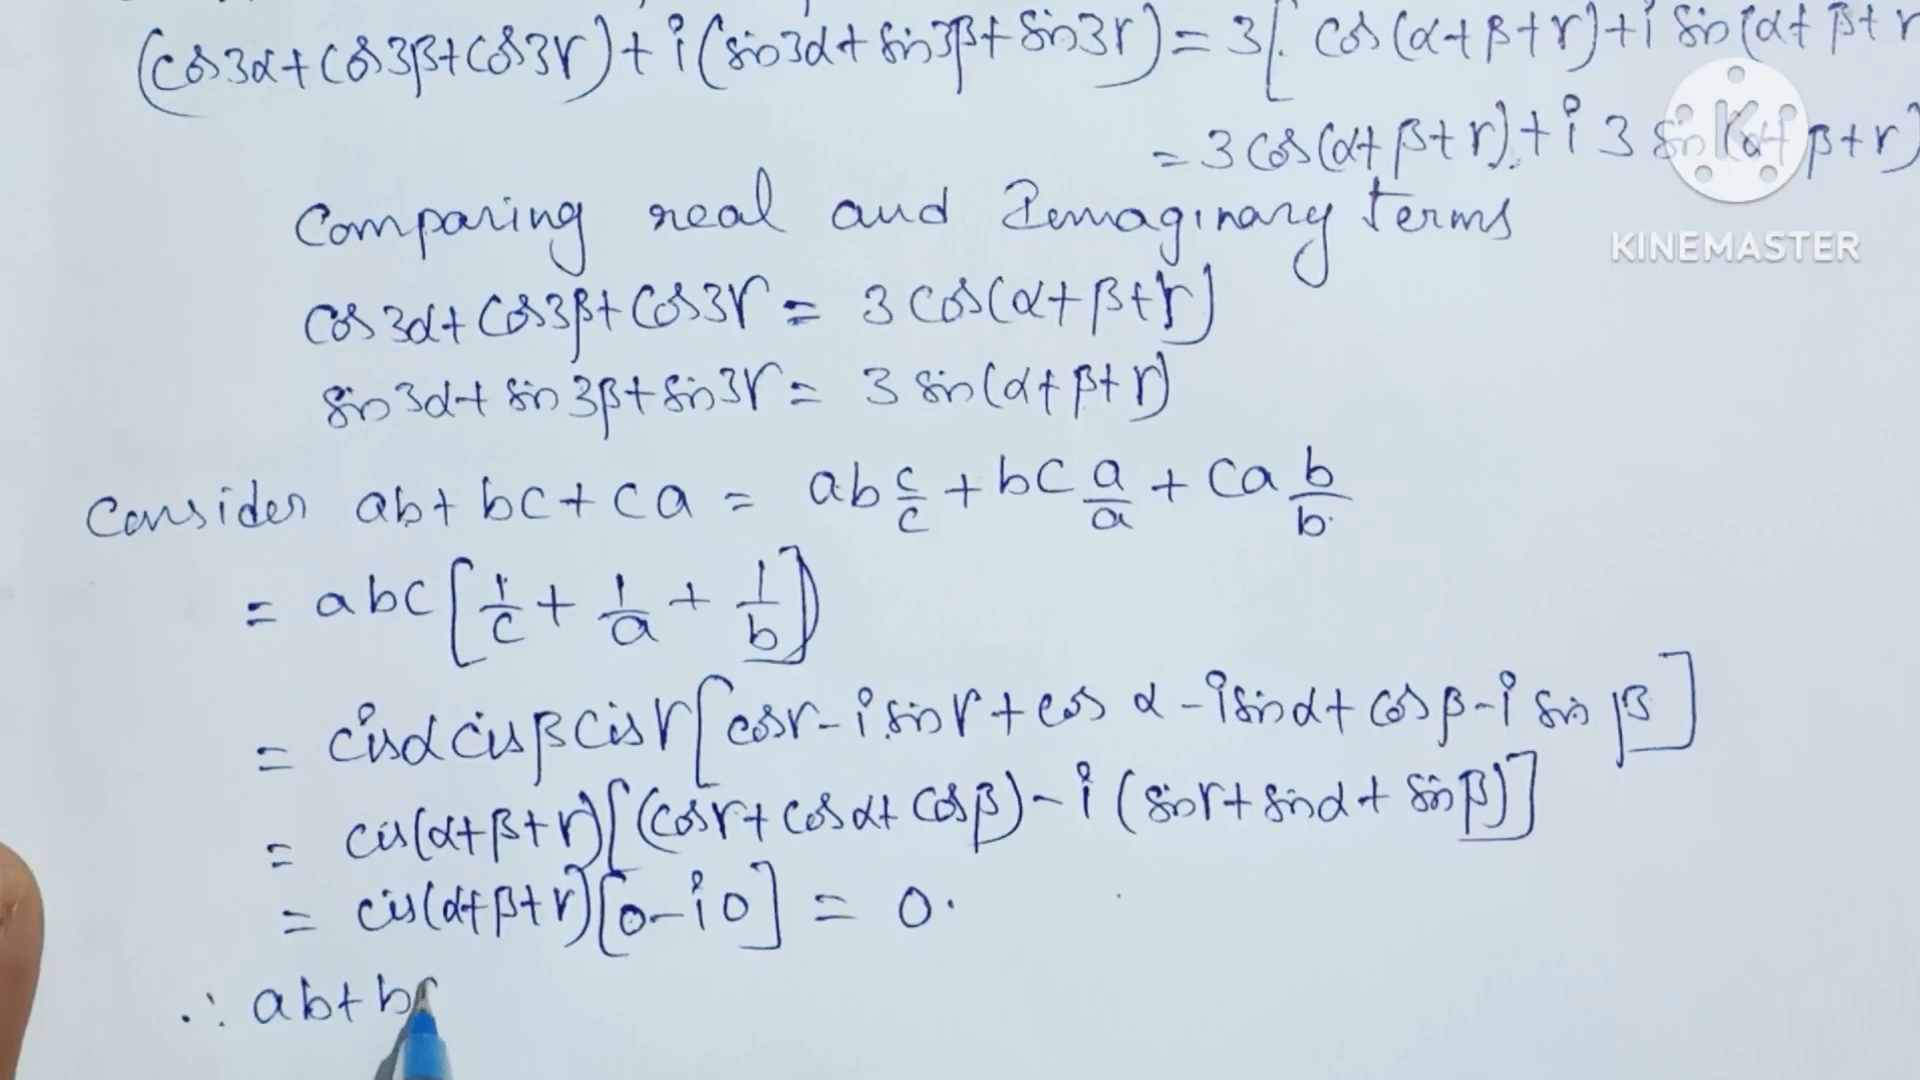 (cos3α+cos3β+cos3r)+i(sin3α+sin3β+sin3r)=3[cos(α+β+r)+i sin(α+β+r
=3cos(α+β+r)+i 3 sin(α+β+r)
KINEMASTER
Comparing real and Imaginary terms
cos3α+cos3β+cos3r = 3cos(α+β+r)
sin3α+sin3β+sin3r = 3 sin(α+β+r)
Consider ab+bc+ca = ab c/c + bc a/a + ca b/b
= abc[1/c + 1/a + 1/b]
= cisα cisβ cisr[cosr-i sinr+cos α-i sinα+cosβ-i sin β]
= cis(α+β+r)[(cosr+cosα+cosβ)-i(sinr+sinα+sinβ)]
= cis(α+β+r)[0-i0] = 0.
∴ ab+bc